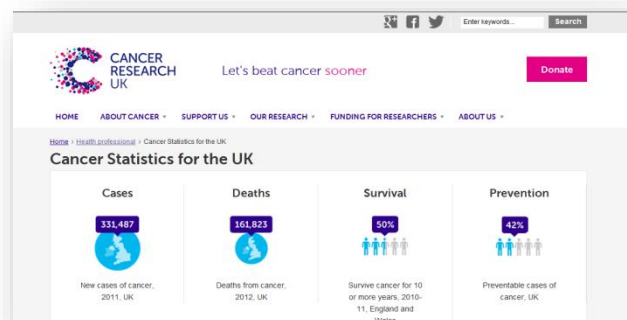 Enter keywords...
Search
CANCER
RESEARCH
UK
Let's beat cancer sooner
Donate
HOME
ABOUT CANCER
SUPPORT US
OUR RESEARCH
FUNDING FOR RESEARCHERS
ABOUT US
Home › Health professional › Cancer Statistics for the UK
Cancer Statistics for the UK
Cases
331,487
New cases of cancer,
2011, UK
Deaths
161,823
Deaths from cancer,
2012, UK
Survival
50%
Survive cancer for 10
or more years, 2010-
11, England and
Wales
Prevention
42%
Preventable cases of
cancer, UK